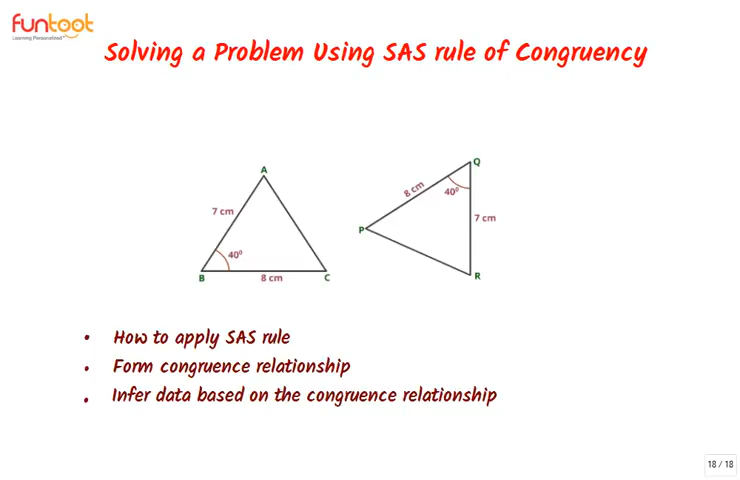 funtoot
Learning Personalized
Solving a Problem Using SAS rule of Congruency
A
7 cm
40⁰
B
8 cm
C
Q
8 cm
40⁰
P
7 cm
R
• How to apply SAS rule
• Form congruence relationship
• Infer data based on the congruence relationship
18 / 18